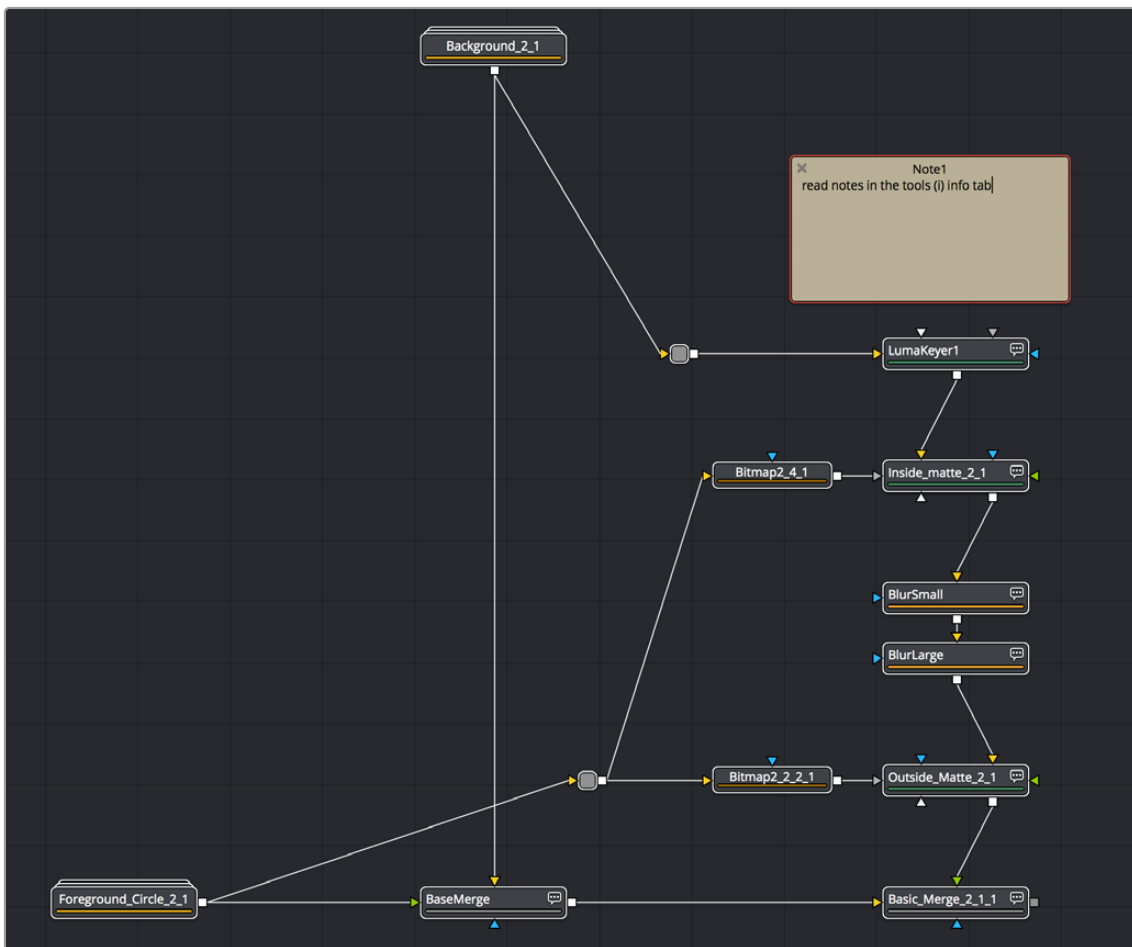 Background_2_1
Note1
read notes in the tools (i) info tab
LumaKeyer1
Bitmap2_4_1
Inside_matte_2_1
BlurSmall
BlurLarge
Bitmap2_2_2_1
Outside_Matte_2_1
Foreground_Circle_2_1
BaseMerge
Basic_Merge_2_1_1